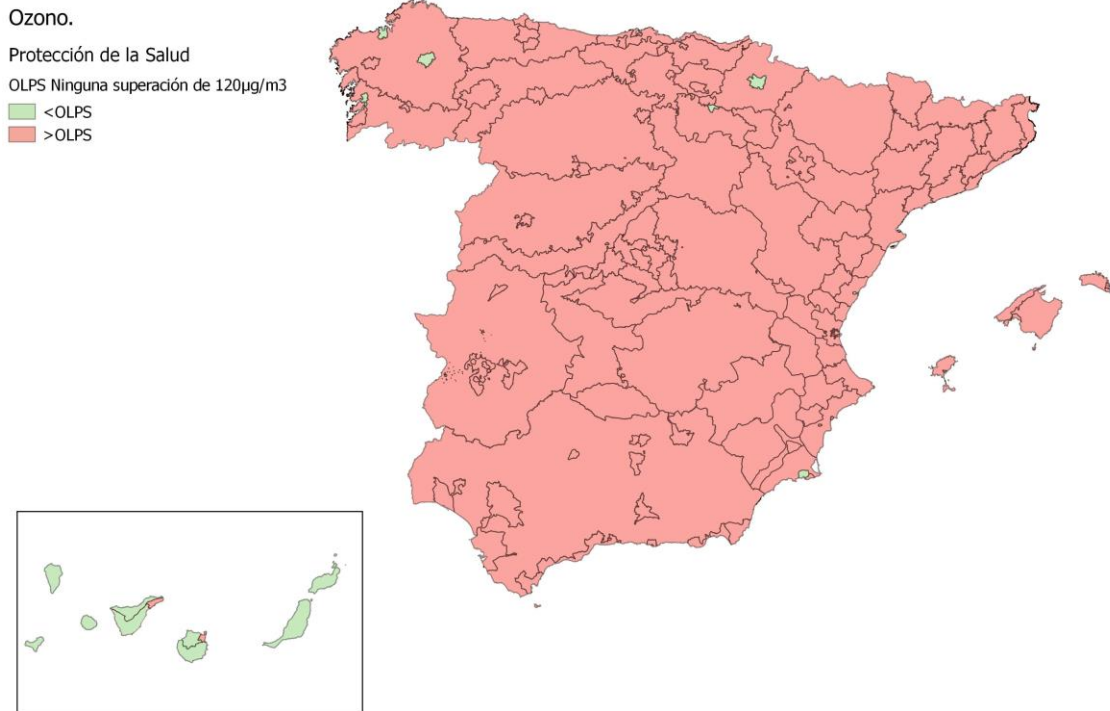 Ozono.
Protección de la Salud
OLPS Ninguna superación de 120µg/m3
<OLPS
>OLPS